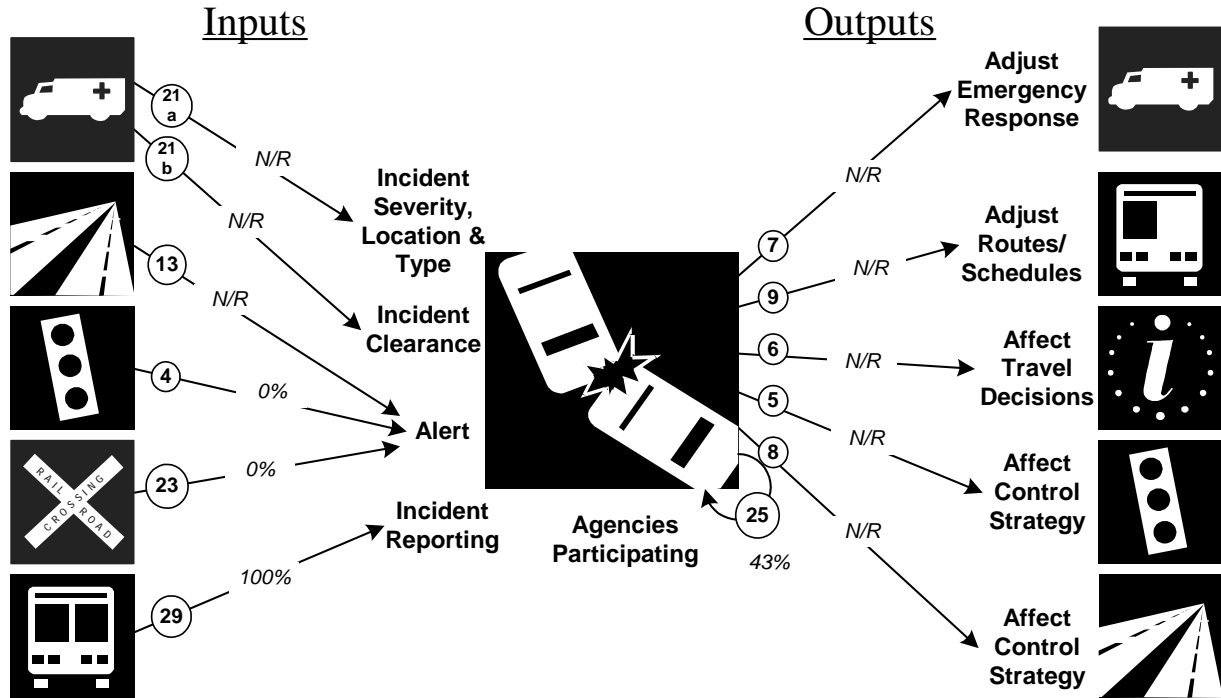 Inputs
Outputs
21
a
21
b
13
4
23
29
N/R
N/R
N/R
0%
0%
100%
Incident
Severity,
Location &
Type
Incident
Clearance
Alert
Incident
Reporting
RAIL
ROAD
CROSSING
Agencies
Participating
25
43%
7
9
6
5
8
N/R
N/R
N/R
N/R
N/R
Adjust
Emergency
Response
Adjust
Routes/
Schedules
Affect
Travel
Decisions
i
Affect
Control
Strategy
Affect
Control
Strategy